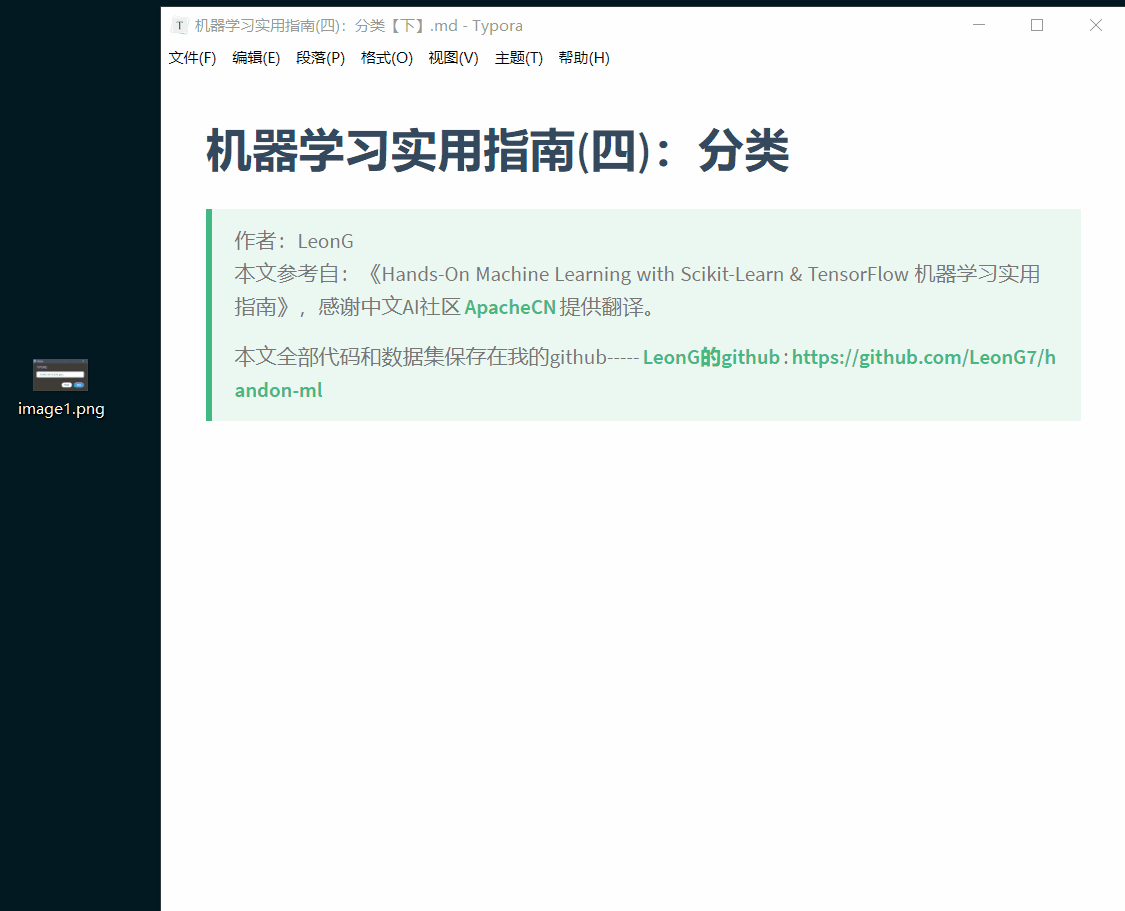 机器学习实用指南(四)：分类【下】.md - Typora
文件(F) 编辑(E) 段落(P) 格式(O) 视图(V) 主题(T) 帮助(H)
机器学习实用指南(四)：分类
作者：LeonG
本文参考自：《Hands-On Machine Learning with Scikit-Learn & TensorFlow 机器学习实用
指南》，感谢中文AI社区 ApacheCN 提供翻译。
本文全部代码和数据集保存在我的github----- LeonG的github : https://github.com/LeonG7/h
andon-ml
image1.png